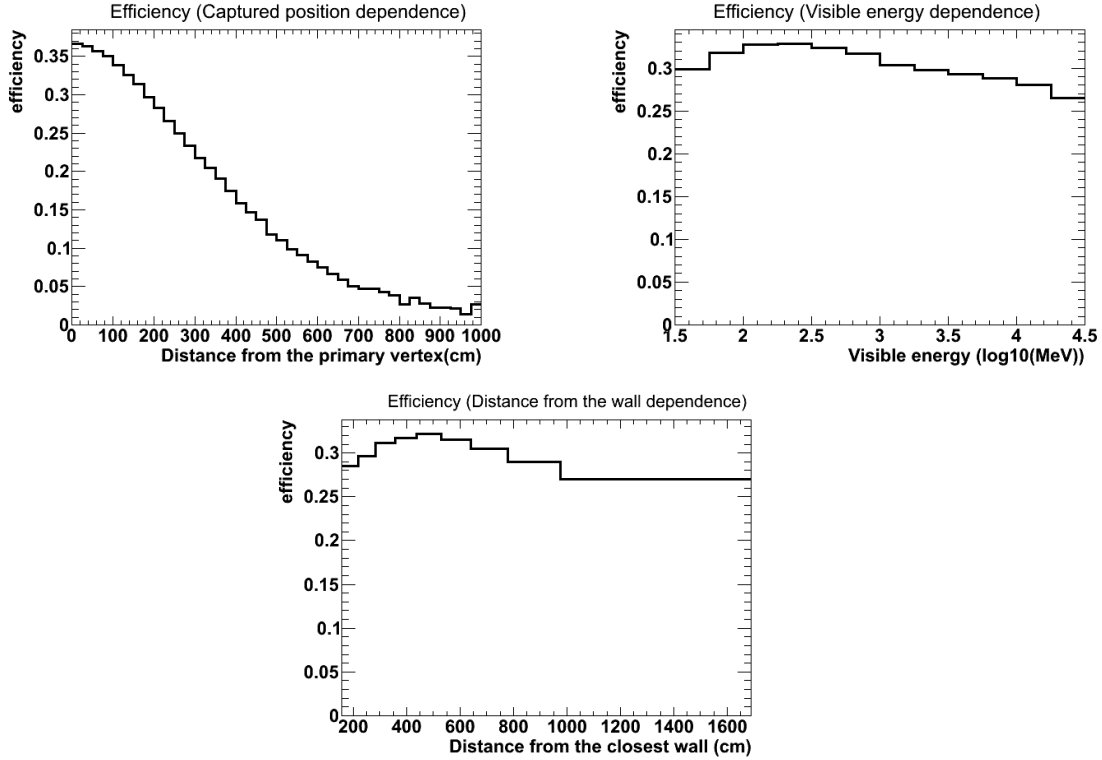 Efficiency (Captured position dependence)
efficiency
0.35
0.3
0.25
0.2
0.15
0.1
0.05
0
0 100 200 300 400 500 600 700 800 900 1000
Distance from the primary vertex(cm)
Efficiency (Visible energy dependence)
efficiency
0.3
0.25
0.2
0.15
0.1
0.05
0
1.5 2 2.5 3 3.5 4 4.5
Visible energy (log10(MeV))
Efficiency (Distance from the wall dependence)
efficiency
0.3
0.25
0.2
0.15
0.1
0.05
0
200 400 600 800 1000 1200 1400 1600
Distance from the closest wall (cm)